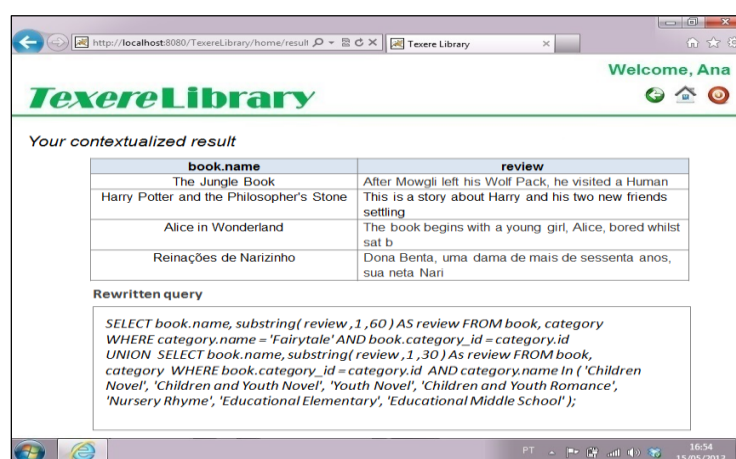 http://localhost:8080/TexereLibrary/home/result
Texere Library
Welcome, Ana
TexereLibrary
Your contextualized result
book.name review
The Jungle Book After Mowgli left his Wolf Pack, he visited a Human
Harry Potter and the Philosopher's Stone This is a story about Harry and his two new friends
settling
Alice in Wonderland The book begins with a young girl, Alice, bored whilst
sat b
Reinações de Narizinho Dona Benta, uma dama de mais de sessenta anos,
sua neta Nari
Rewritten query
SELECT book.name, substring( review ,1 ,60 ) AS review FROM book, category
WHERE category.name = 'Fairytale' AND book.category_id = category.id
UNION SELECT book.name, substring( review ,1 ,30 ) As review FROM book,
category WHERE book.category_id = category.id AND category.name In ( 'Children
Novel', 'Children and Youth Novel', 'Youth Novel', 'Children and Youth Romance',
'Nursery Rhyme', 'Educational Elementary', 'Educational Middle School' );
PT
16:54
15/05/2012